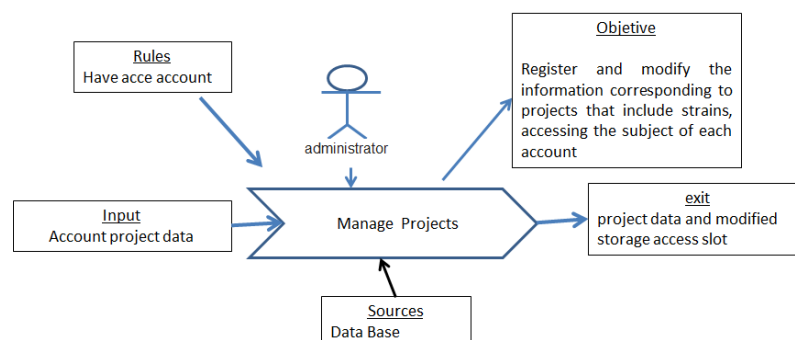 Rules
Have acce account
Objetive
Register and modify the
information corresponding to
projects that include strains,
accessing the subject of each
account
administrator
Input
Account project data
Manage Projects
exit
project data and modified
storage access slot
Sources
Data Base